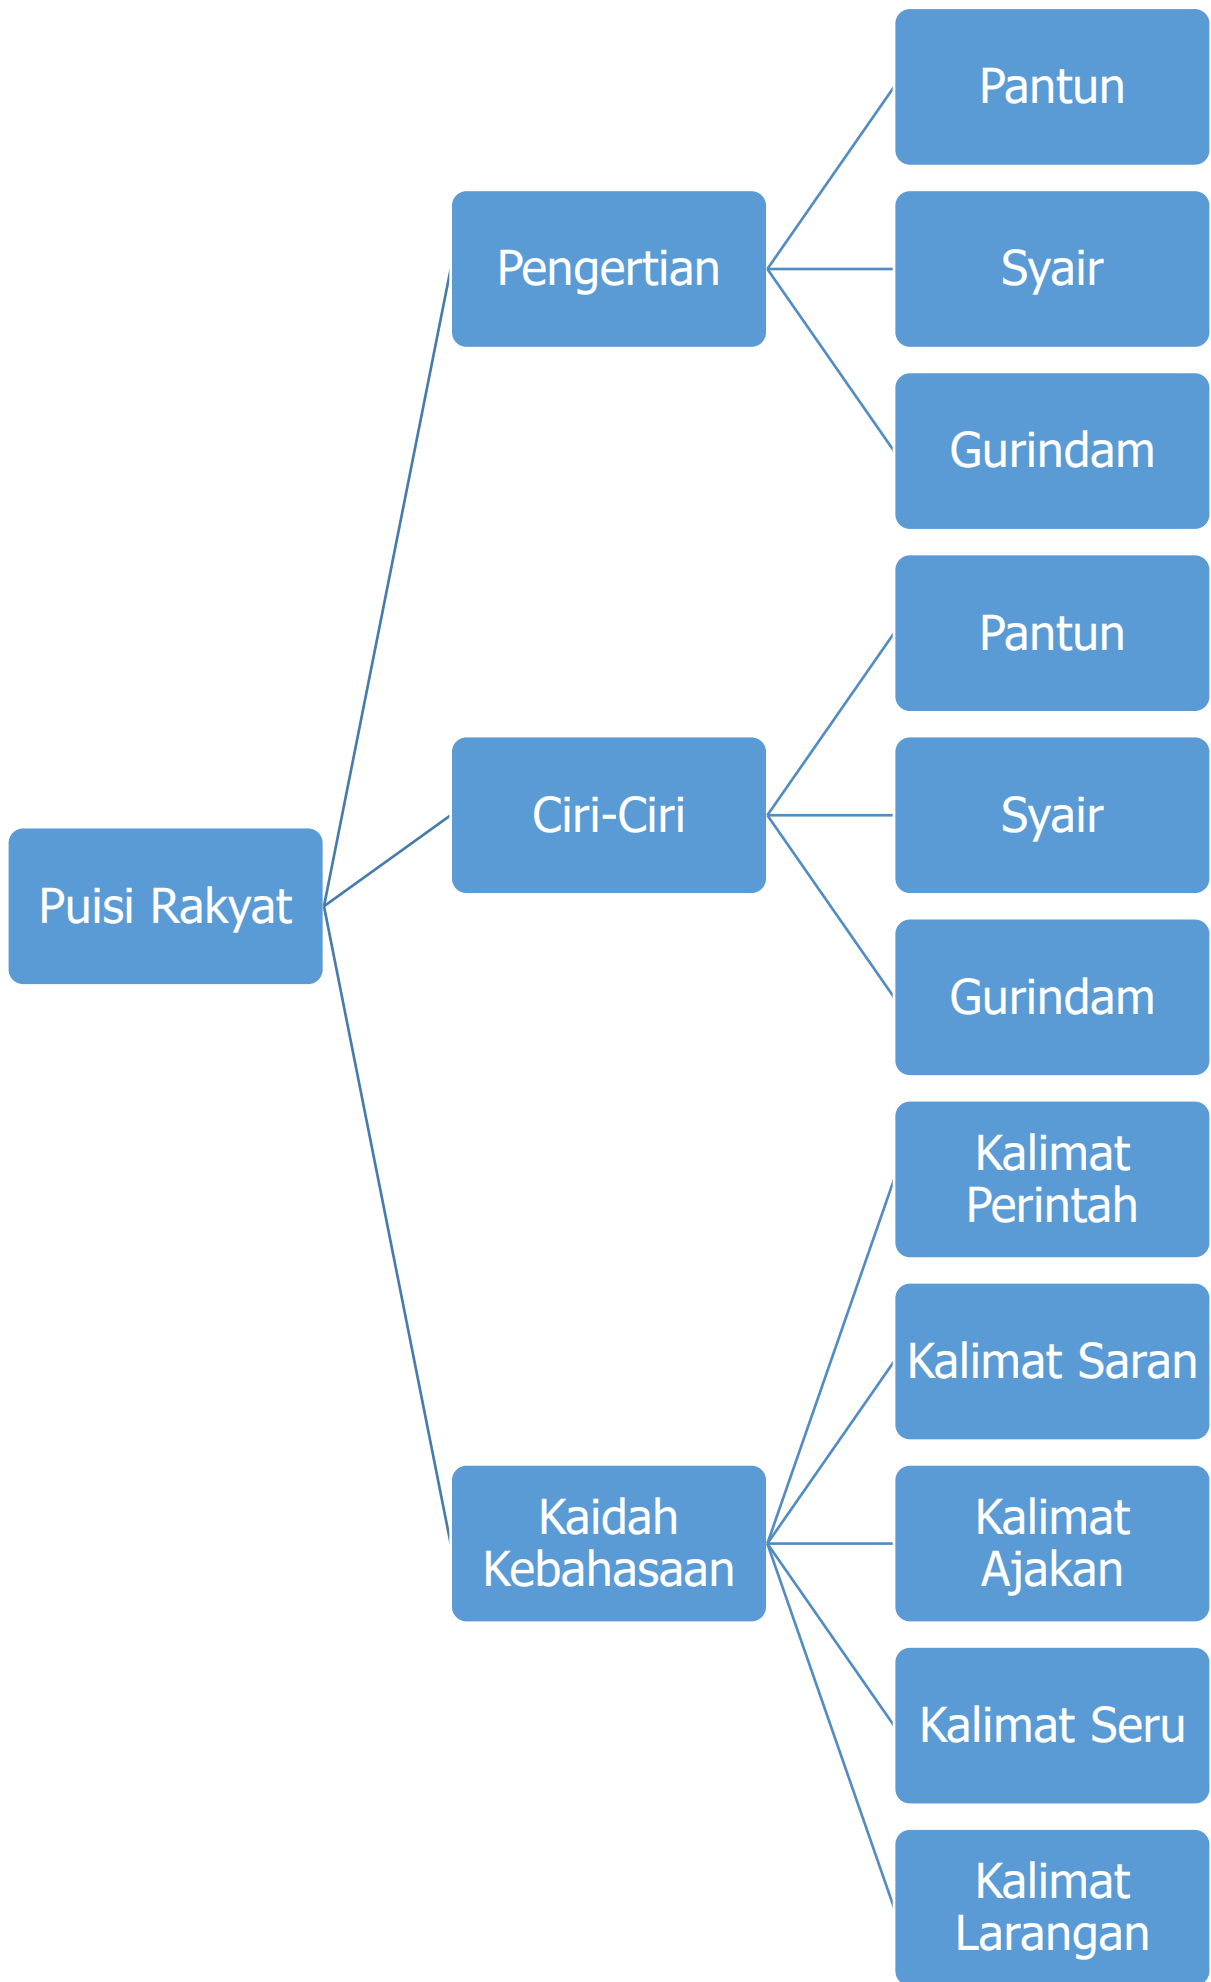 Pantun
Pengertian
Syair
Gurindam
Pantun
Ciri-Ciri
Syair
Puisi Rakyat
Gurindam
Kalimat
Perintah
Kalimat Saran
Kaidah
Kebahasaan
Kalimat
Ajakan
Kalimat Seru
Kalimat
Larangan